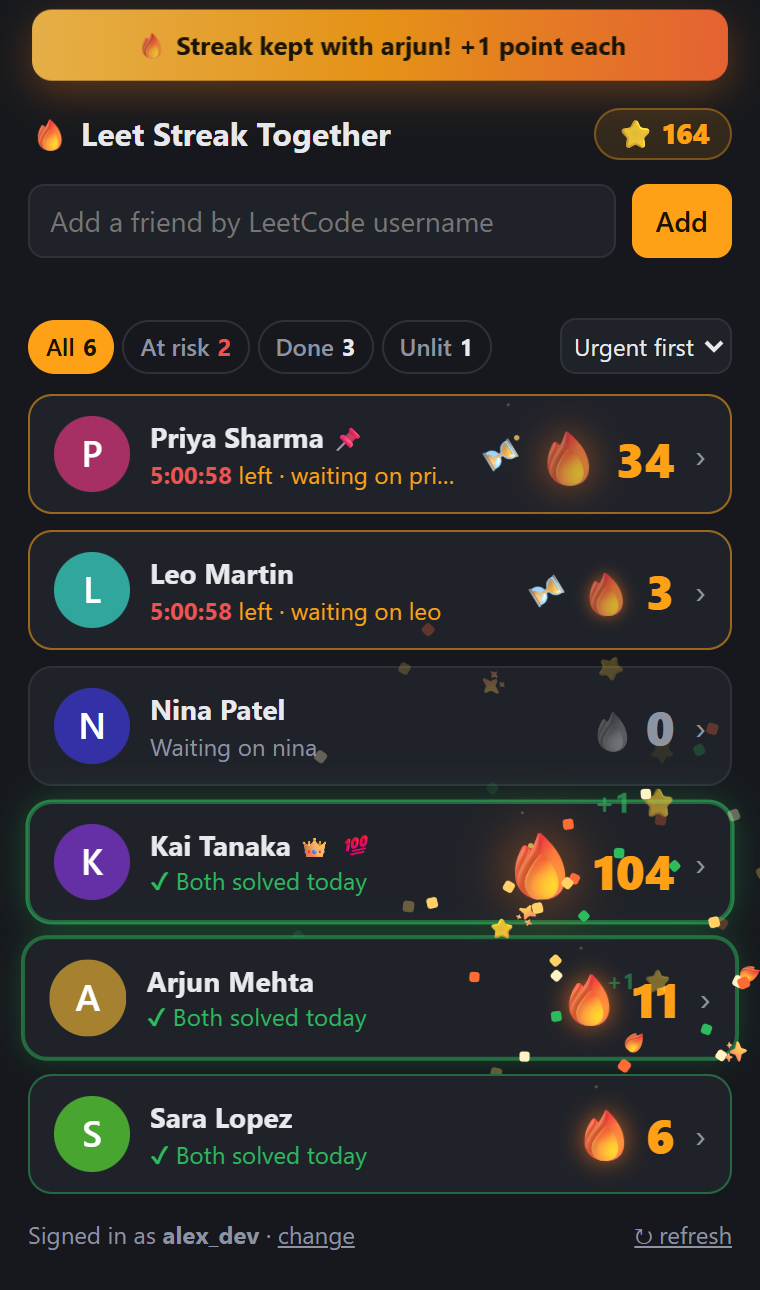 🔥 Streak kept with arjun! +1 point each
🔥 Leet Streak Together
⭐ 164
Add a friend by LeetCode username
Add
All 6
At risk 2
Done 3
Unlit 1
Urgent first
P
Priya Sharma 📌
5:00:58 left · waiting on pri...
⏳ 🔥 34 ›
L
Leo Martin
5:00:58 left · waiting on leo
⏳ 🔥 3 ›
N
Nina Patel
Waiting on nina
0 ›
+1
K
Kai Tanaka 👑 💯
✓ Both solved today
🔥 104 ›
A
Arjun Mehta
✓ Both solved today
+1
🔥 11 ›
S
Sara Lopez
✓ Both solved today
🔥 6 ›
Signed in as alex_dev · change
↻ refresh